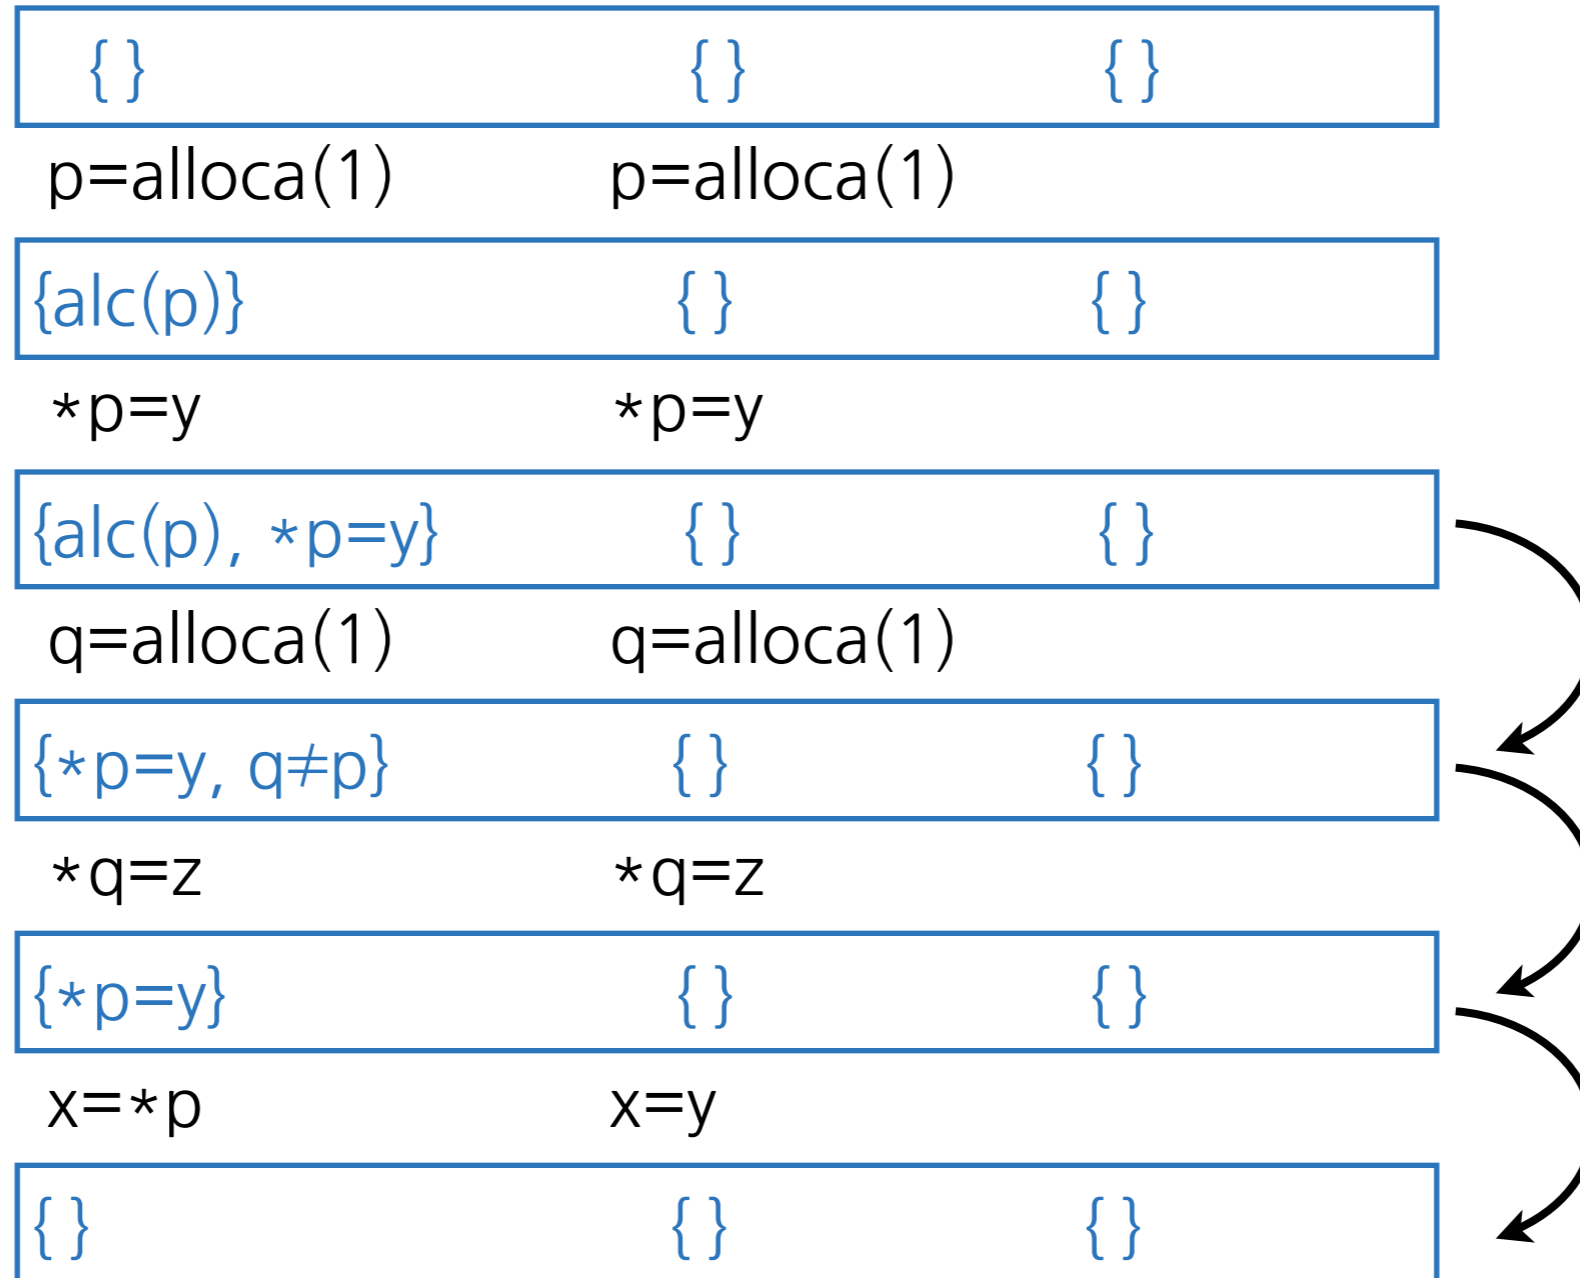 { } { } { }
p=alloca(1) p=alloca(1)
{alc(p)} { } { }
*p=y *p=y
{alc(p), *p=y} { } { }
q=alloca(1) q=alloca(1)
{*p=y, q≠p} { } { }
*q=z *q=z
{*p=y} { } { }
x=*p x=y
{ } { } { }